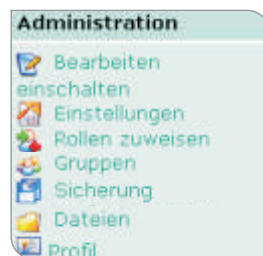 Administration
Bearbeiten
einschalten
Einstellungen
Rollen zuweisen
Gruppen
Sicherung
Dateien
Profil